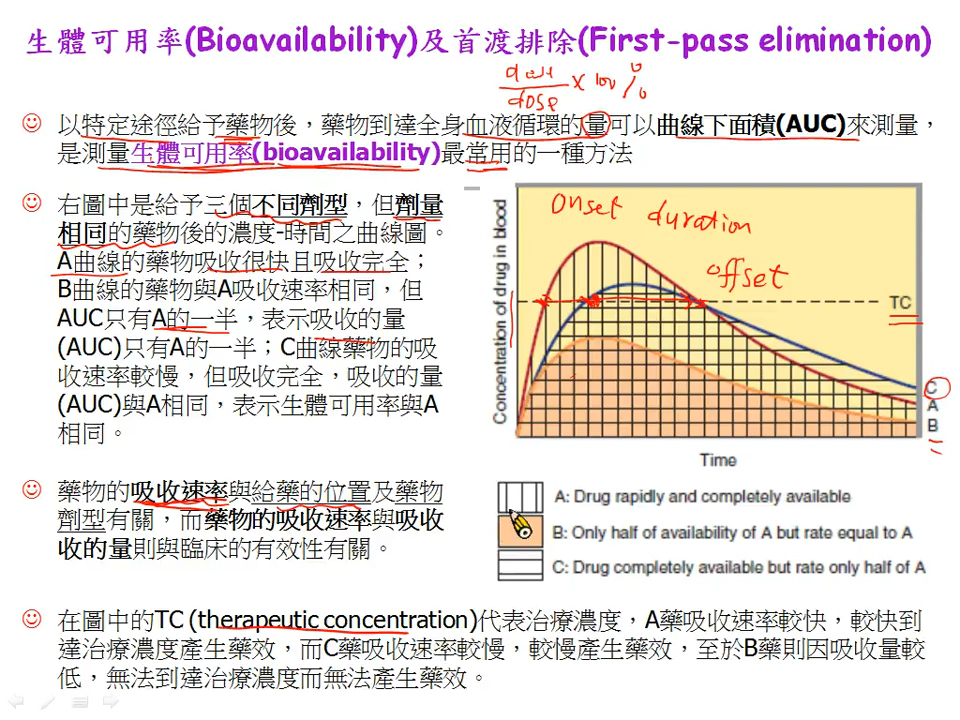 生體可用率(Bioavailability)及首渡排除(First-pass elimination)
dose
× 100 %
以特定途徑給予藥物後，藥物到達全身血液循環的量可以曲線下面積(AUC)來測量，
是測量生體可用率(bioavailability)最常用的一種方法
右圖中是給予三個不同劑型，但劑量
相同的藥物後的濃度-時間之曲線圖。
A曲線的藥物吸收很快且吸收完全；
B曲線的藥物與A吸收速率相同，但
AUC只有A的一半，表示吸收的量
(AUC)只有A的一半；C曲線藥物的吸
收速率較慢，但吸收完全，吸收的量
(AUC)與A相同，表示生體可用率與A
相同。
藥物的吸收速率與給藥的位置及藥物
劑型有關，而藥物的吸收速率與吸收
收的量則與臨床的有效性有關。
Concentration of drug in blood
onset duration
offset
TC
C
A
B
Time
A: Drug rapidly and completely available
B: Only half of availability of A but rate equal to A
C: Drug completely available but rate only half of A
在圖中的TC (therapeutic concentration)代表治療濃度，A藥吸收速率較快，較快到
達治療濃度產生藥效，而C藥吸收速率較慢，較慢產生藥效，至於B藥則因吸收量較
低，無法到達治療濃度而無法產生藥效。